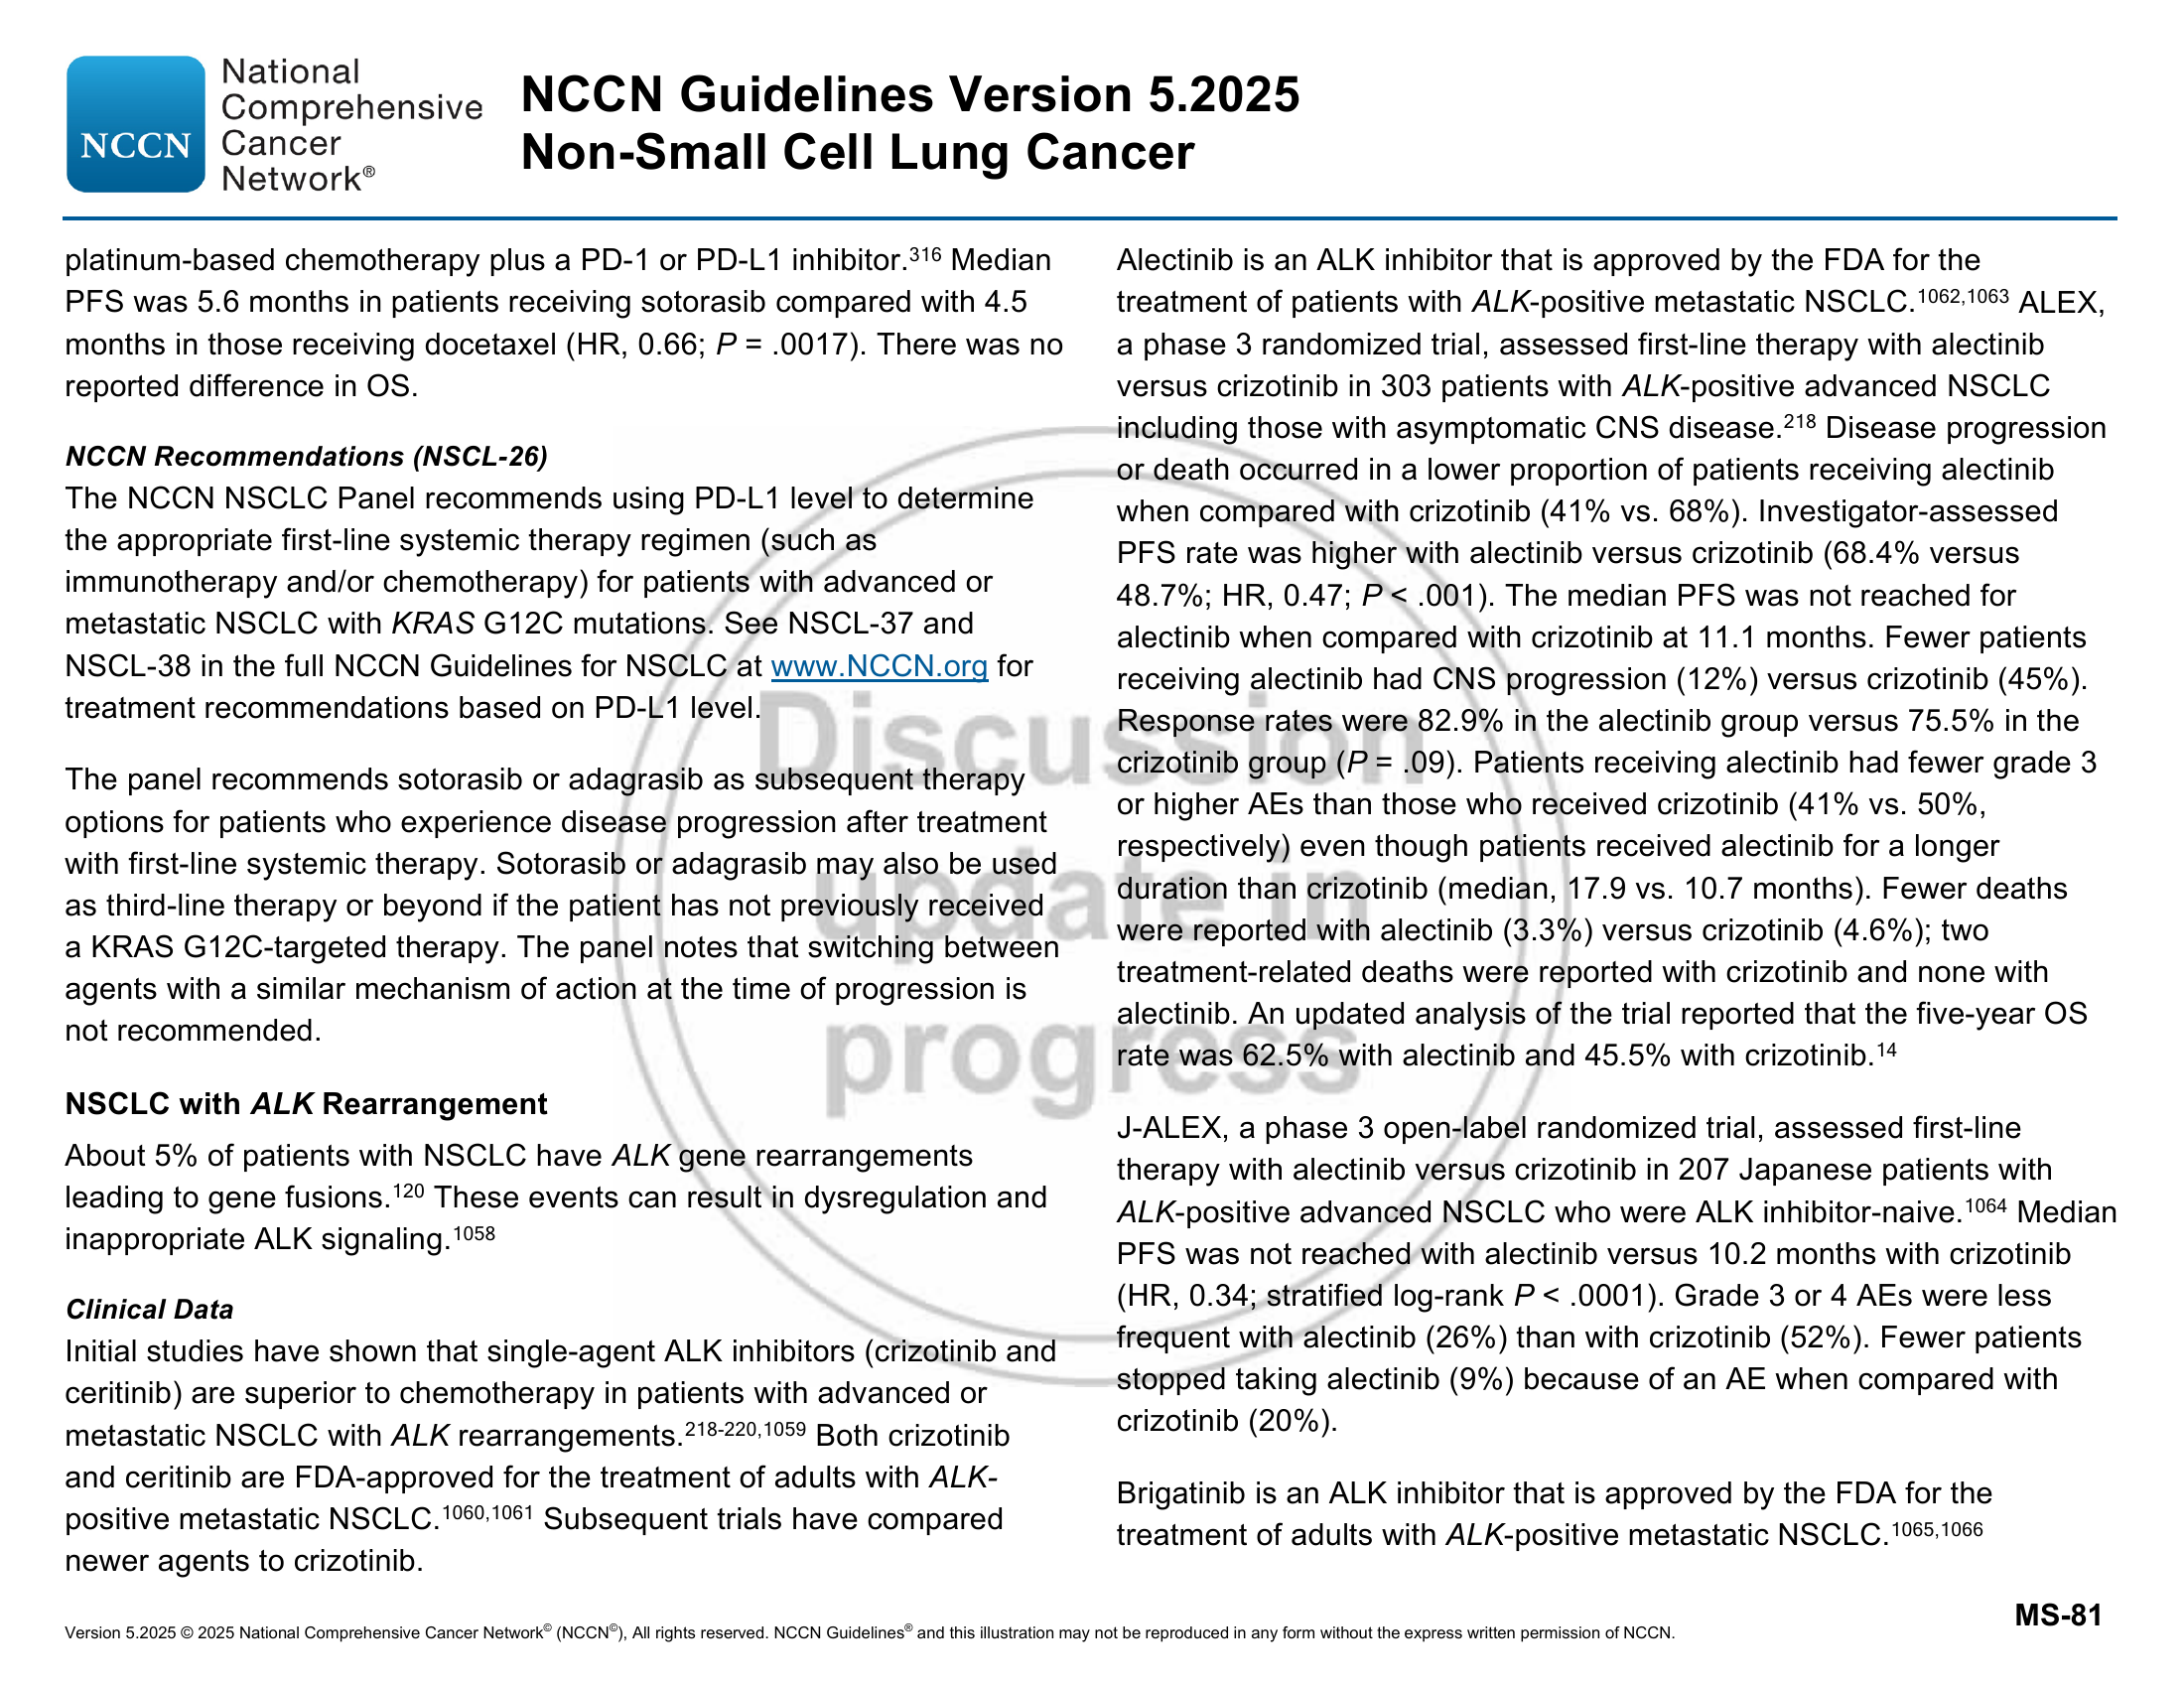 NCCN
National
Comprehensive
Cancer
Network®
NCCN Guidelines Version 5.2025
Non-Small Cell Lung Cancer
platinum-based chemotherapy plus a PD-1 or PD-L1 inhibitor.316 Median
PFS was 5.6 months in patients receiving sotorasib compared with 4.5
months in those receiving docetaxel (HR, 0.66; P = .0017). There was no
reported difference in OS.
NCCN Recommendations (NSCL-26)
The NCCN NSCLC Panel recommends using PD-L1 level to determine
the appropriate first-line systemic therapy regimen (such as
immunotherapy and/or chemotherapy) for patients with advanced or
metastatic NSCLC with KRAS G12C mutations. See NSCL-37 and
NSCL-38 in the full NCCN Guidelines for NSCLC at www.NCCN.org for
treatment recommendations based on PD-L1 level.
The panel recommends sotorasib or adagrasib as subsequent therapy
options for patients who experience disease progression after treatment
with first-line systemic therapy. Sotorasib or adagrasib may also be used
as third-line therapy or beyond if the patient has not previously received
a KRAS G12C-targeted therapy. The panel notes that switching between
agents with a similar mechanism of action at the time of progression is
not recommended.
NSCLC with ALK Rearrangement
About 5% of patients with NSCLC have ALK gene rearrangements
leading to gene fusions.120 These events can result in dysregulation and
inappropriate ALK signaling.1058
Clinical Data
Initial studies have shown that single-agent ALK inhibitors (crizotinib and
ceritinib) are superior to chemotherapy in patients with advanced or
metastatic NSCLC with ALK rearrangements.218-220,1059 Both crizotinib
and ceritinib are FDA-approved for the treatment of adults with ALK-
positive metastatic NSCLC.1060,1061 Subsequent trials have compared
newer agents to crizotinib.
Alectinib is an ALK inhibitor that is approved by the FDA for the
treatment of patients with ALK-positive metastatic NSCLC.1062,1063 ALEX,
a phase 3 randomized trial, assessed first-line therapy with alectinib
versus crizotinib in 303 patients with ALK-positive advanced NSCLC
including those with asymptomatic CNS disease.218 Disease progression
or death occurred in a lower proportion of patients receiving alectinib
when compared with crizotinib (41% vs. 68%). Investigator-assessed
PFS rate was higher with alectinib versus crizotinib (68.4% versus
48.7%; HR, 0.47; P < .001). The median PFS was not reached for
alectinib when compared with crizotinib at 11.1 months. Fewer patients
receiving alectinib had CNS progression (12%) versus crizotinib (45%).
Response rates were 82.9% in the alectinib group versus 75.5% in the
crizotinib group (P = .09). Patients receiving alectinib had fewer grade 3
or higher AEs than those who received crizotinib (41% vs. 50%,
respectively) even though patients received alectinib for a longer
duration than crizotinib (median, 17.9 vs. 10.7 months). Fewer deaths
were reported with alectinib (3.3%) versus crizotinib (4.6%); two
treatment-related deaths were reported with crizotinib and none with
alectinib. An updated analysis of the trial reported that the five-year OS
rate was 62.5% with alectinib and 45.5% with crizotinib.14
J-ALEX, a phase 3 open-label randomized trial, assessed first-line
therapy with alectinib versus crizotinib in 207 Japanese patients with
ALK-positive advanced NSCLC who were ALK inhibitor-naive.1064 Median
PFS was not reached with alectinib versus 10.2 months with crizotinib
(HR, 0.34; stratified log-rank P < .0001). Grade 3 or 4 AEs were less
frequent with alectinib (26%) than with crizotinib (52%). Fewer patients
stopped taking alectinib (9%) because of an AE when compared with
crizotinib (20%).
Brigatinib is an ALK inhibitor that is approved by the FDA for the
treatment of adults with ALK-positive metastatic NSCLC.1065,1066
Discussion
update in
progress
MS-81
Version 5.2025 © 2025 National Comprehensive Cancer Network© (NCCN©), All rights reserved. NCCN Guidelines® and this illustration may not be reproduced in any form without the express written permission of NCCN.